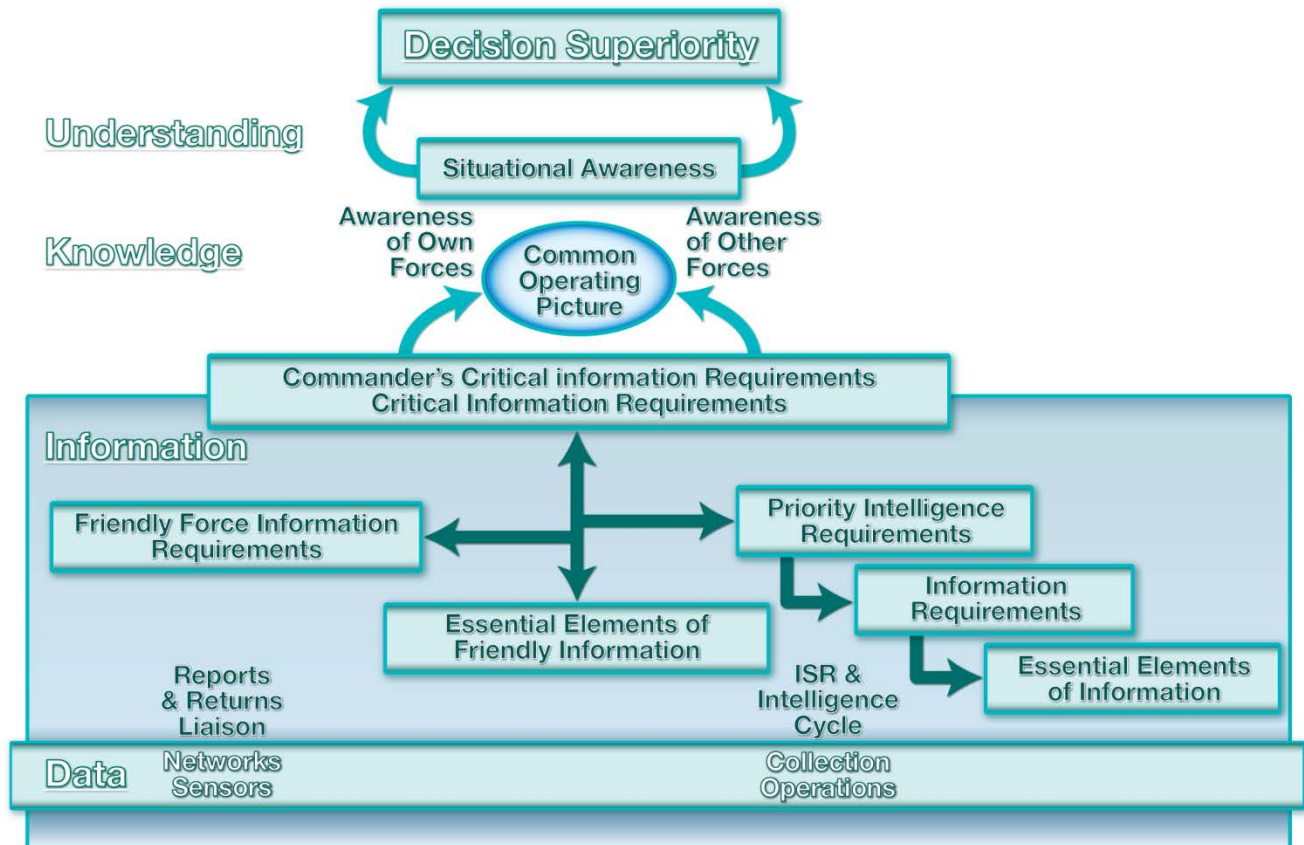 Decision Superiority
Understanding
Situational Awareness
Knowledge
Awareness
of Own
Forces
Common
Operating
Picture
Awareness
of Other
Forces
Commander's Critical information Requirements
Critical Information Requirements
Information
Friendly Force Information
Requirements
Priority Intelligence
Requirements
Information
Requirements
Essential Elements of
Friendly Information
Essential Elements
of Information
Reports
& Returns
Liaison
ISR &
Intelligence
Cycle
Data
Networks
Sensors
Collection
Operations